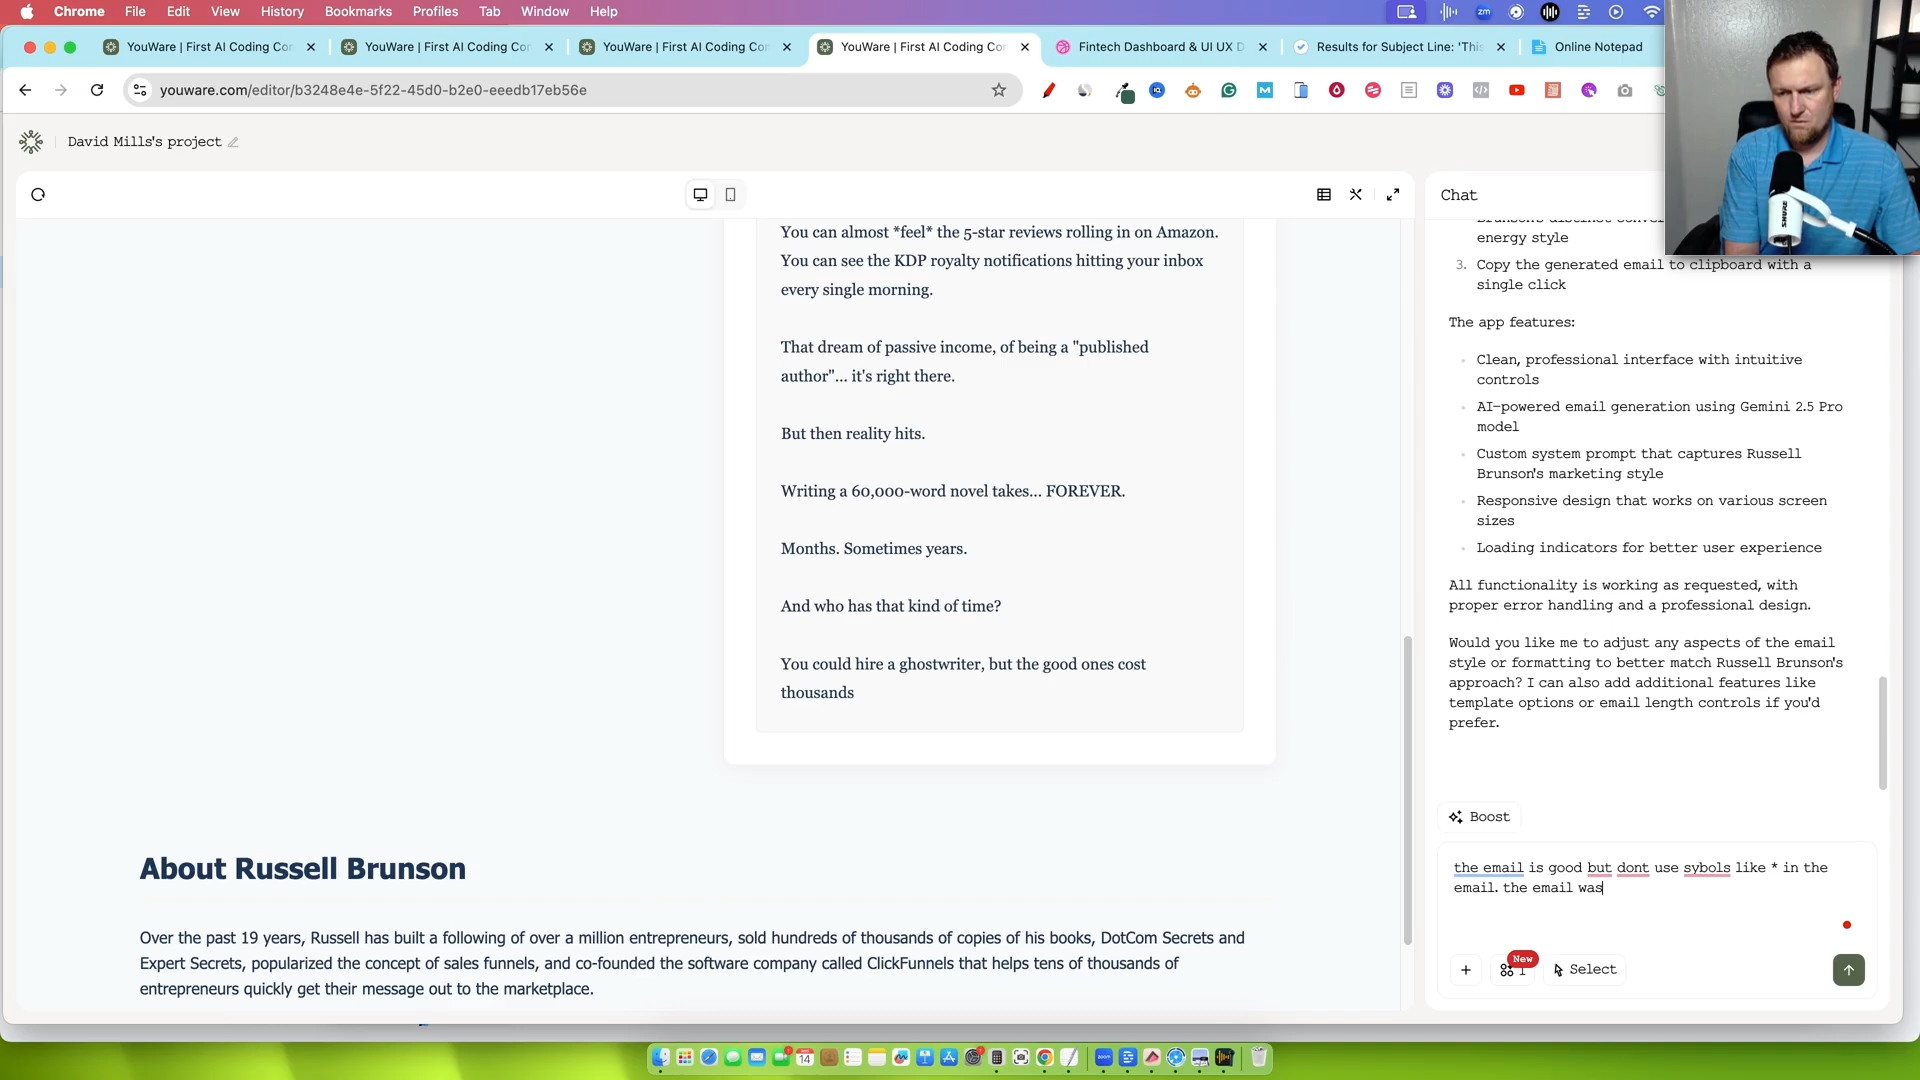 Chrome File Edit View History Bookmarks Profiles Tab Window Help
zm
YouWare | First AI Coding Co
YouWare | First AI Coding Co
YouWare | First AI Coding Co
YouWare | First AI Coding Co
Fintech Dashboard & UI UX D
Results for Subject Line: 'This
Online Notepad
youware.com/editor/b3248e4e-5f22-45d0-b2e0-eeedb17eb56e
David Mills's project
Chat
You can almost *feel* the 5-star reviews rolling in on Amazon.
You can see the KDP royalty notifications hitting your inbox
every single morning.
That dream of passive income, of being a "published
author"... it's right there.
But then reality hits.
Writing a 60,000-word novel takes... FOREVER.
Months. Sometimes years.
And who has that kind of time?
You could hire a ghostwriter, but the good ones cost
thousands
About Russell Brunson
Over the past 19 years, Russell has built a following of over a million entrepreneurs, sold hundreds of thousands of copies of his books, DotCom Secrets and
Expert Secrets, popularized the concept of sales funnels, and co-founded the software company called ClickFunnels that helps tens of thousands of
entrepreneurs quickly get their message out to the marketplace.
energy style
3. Copy the generated email to clipboard with a
single click
The app features:
Clean, professional interface with intuitive
controls
AI-powered email generation using Gemini 2.5 Pro
model
Custom system prompt that captures Russell
Brunson's marketing style
Responsive design that works on various screen
sizes
Loading indicators for better user experience
All functionality is working as requested, with
proper error handling and a professional design.
Would you like me to adjust any aspects of the email
style or formatting to better match Russell Brunson's
approach? I can also add additional features like
template options or email length controls if you'd
prefer.
Boost
the email is good but dont use sybols like * in the
email. the email was
New
1
Select
14
SHURE